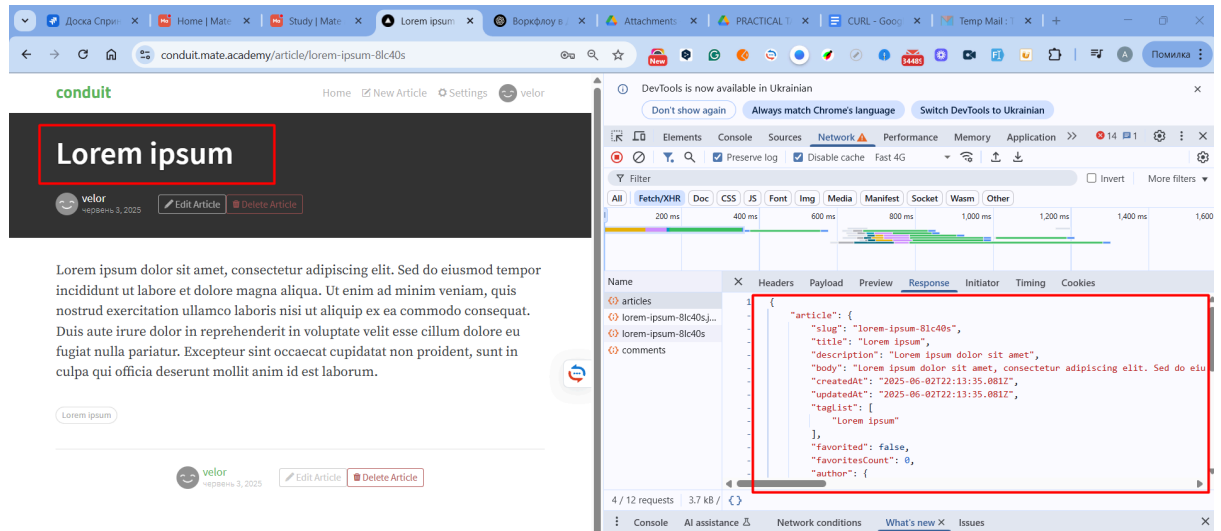 Доска Сприн
Home | Mate
Study | Mate
Lorem ipsum
Воркфлоу в J
Attachments
PRACTICAL T
CURL - Goog
Temp Mail : T
conduit.mate.academy/article/lorem-ipsum-8lc40s
New
34485
A
Помилка
conduit
Home New Article Settings velor
Lorem ipsum
velor
червень 3, 2025
Edit Article
Delete Article
Lorem ipsum dolor sit amet, consectetur adipiscing elit. Sed do eiusmod tempor
incididunt ut labore et dolore magna aliqua. Ut enim ad minim veniam, quis
nostrud exercitation ullamco laboris nisi ut aliquip ex ea commodo consequat.
Duis aute irure dolor in reprehenderit in voluptate velit esse cillum dolore eu
fugiat nulla pariatur. Excepteur sint occaecat cupidatat non proident, sunt in
culpa qui officia deserunt mollit anim id est laborum.
Lorem ipsum
velor
червень 3, 2025
Edit Article
Delete Article
DevTools is now available in Ukrainian
Don't show again Always match Chrome's language Switch DevTools to Ukrainian
Elements Console Sources Network Performance Memory Application 14 1
Preserve log Disable cache Fast 4G
Filter Invert More filters
All Fetch/XHR Doc CSS JS Font Img Media Manifest Socket Wasm Other
200 ms 400 ms 600 ms 800 ms 1,000 ms 1,200 ms 1,400 ms 1,600
Name
articles
lorem-ipsum-8lc40s.j...
lorem-ipsum-8lc40s
comments
Headers Payload Preview Response Initiator Timing Cookies
1 {
- "article": {
- "slug": "lorem-ipsum-8lc40s",
- "title": "Lorem ipsum",
- "description": "Lorem ipsum dolor sit amet",
- "body": "Lorem ipsum dolor sit amet, consectetur adipiscing elit. Sed do eiu
- "createdAt": "2025-06-02T22:13:35.081Z",
- "updatedAt": "2025-06-02T22:13:35.081Z",
- "tagList": [
- "Lorem ipsum"
- ],
- "favorited": false,
- "favoritesCount": 0,
- "author": {
4 / 12 requests 3.7 kB / { }
Console AI assistance Network conditions What's new Issues